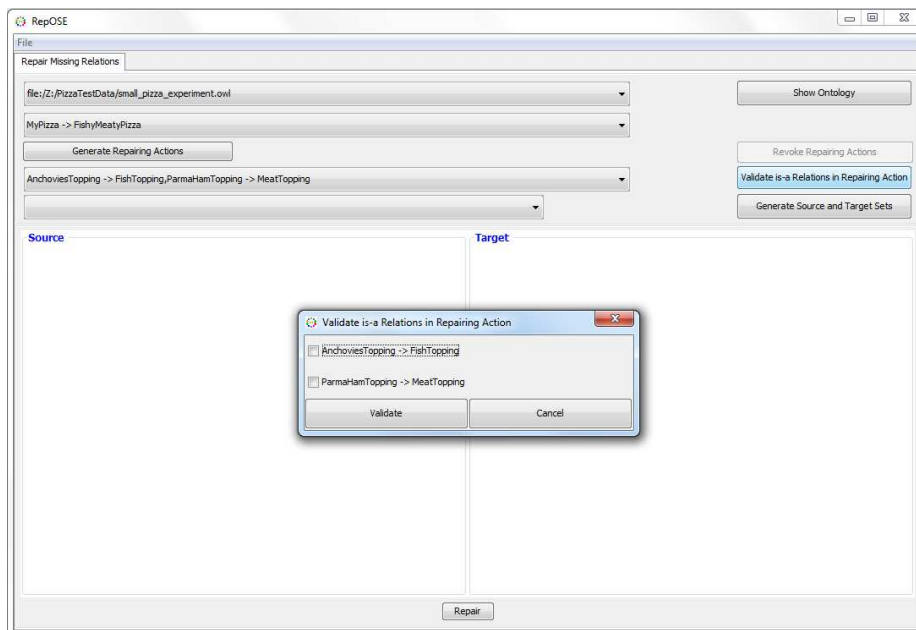 RepOSE
File
Repair Missing Relations
file:/Z:/PizzaTestData/small_pizza_experiment.owl
Show Ontology
MyPizza -> FishyMeatyPizza
Generate Repairing Actions
Revoke Repairing Actions
AnchoviesTopping -> FishTopping,ParmaHamTopping -> MeatTopping
Validate is-a Relations in Repairing Action
Generate Source and Target Sets
Source
Target
Validate is-a Relations in Repairing Action
AnchoviesTopping -> FishTopping
ParmaHamTopping -> MeatTopping
Validate
Cancel
Repair